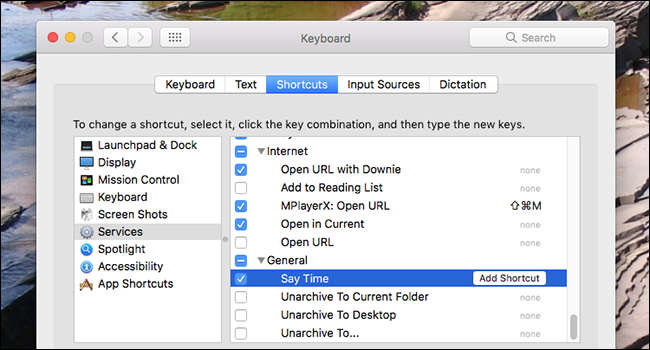 Keyboard
Search
Keyboard Text Shortcuts Input Sources Dictation
To change a shortcut, select it, click the key combination, and then type the new keys.
Launchpad & Dock
Display
Mission Control
Keyboard
Screen Shots
Services
Spotlight
Accessibility
App Shortcuts
Internet
Open URL with Downie none
Add to Reading List none
MPlayerX: Open URL ⇧⌘M
Open in Current none
Open URL none
General
Say Time Add Shortcut
Unarchive To Current Folder none
Unarchive To Desktop none
Unarchive To... none